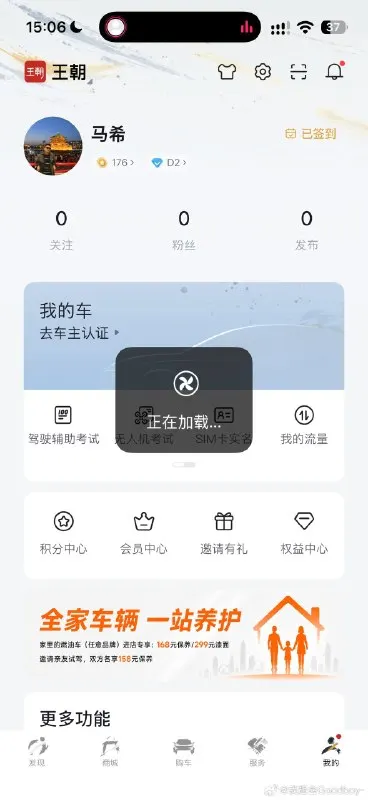 15:06
37
王朝 王朝
马希
176
D2
已签到
0 0 0
关注 粉丝 发布
我的车
去车主认证
正在加载...
100
驾驶辅助考试 无人机考试 SIM卡实名 我的流量
积分中心 会员中心 邀请有礼 权益中心
全家车辆 一站养护
家里的燃油车(任意品牌)进店专享:168元保养/299元漆面
邀请亲友试驾,双方各享158元保养
更多功能
发现 商城 购车 服务 我的